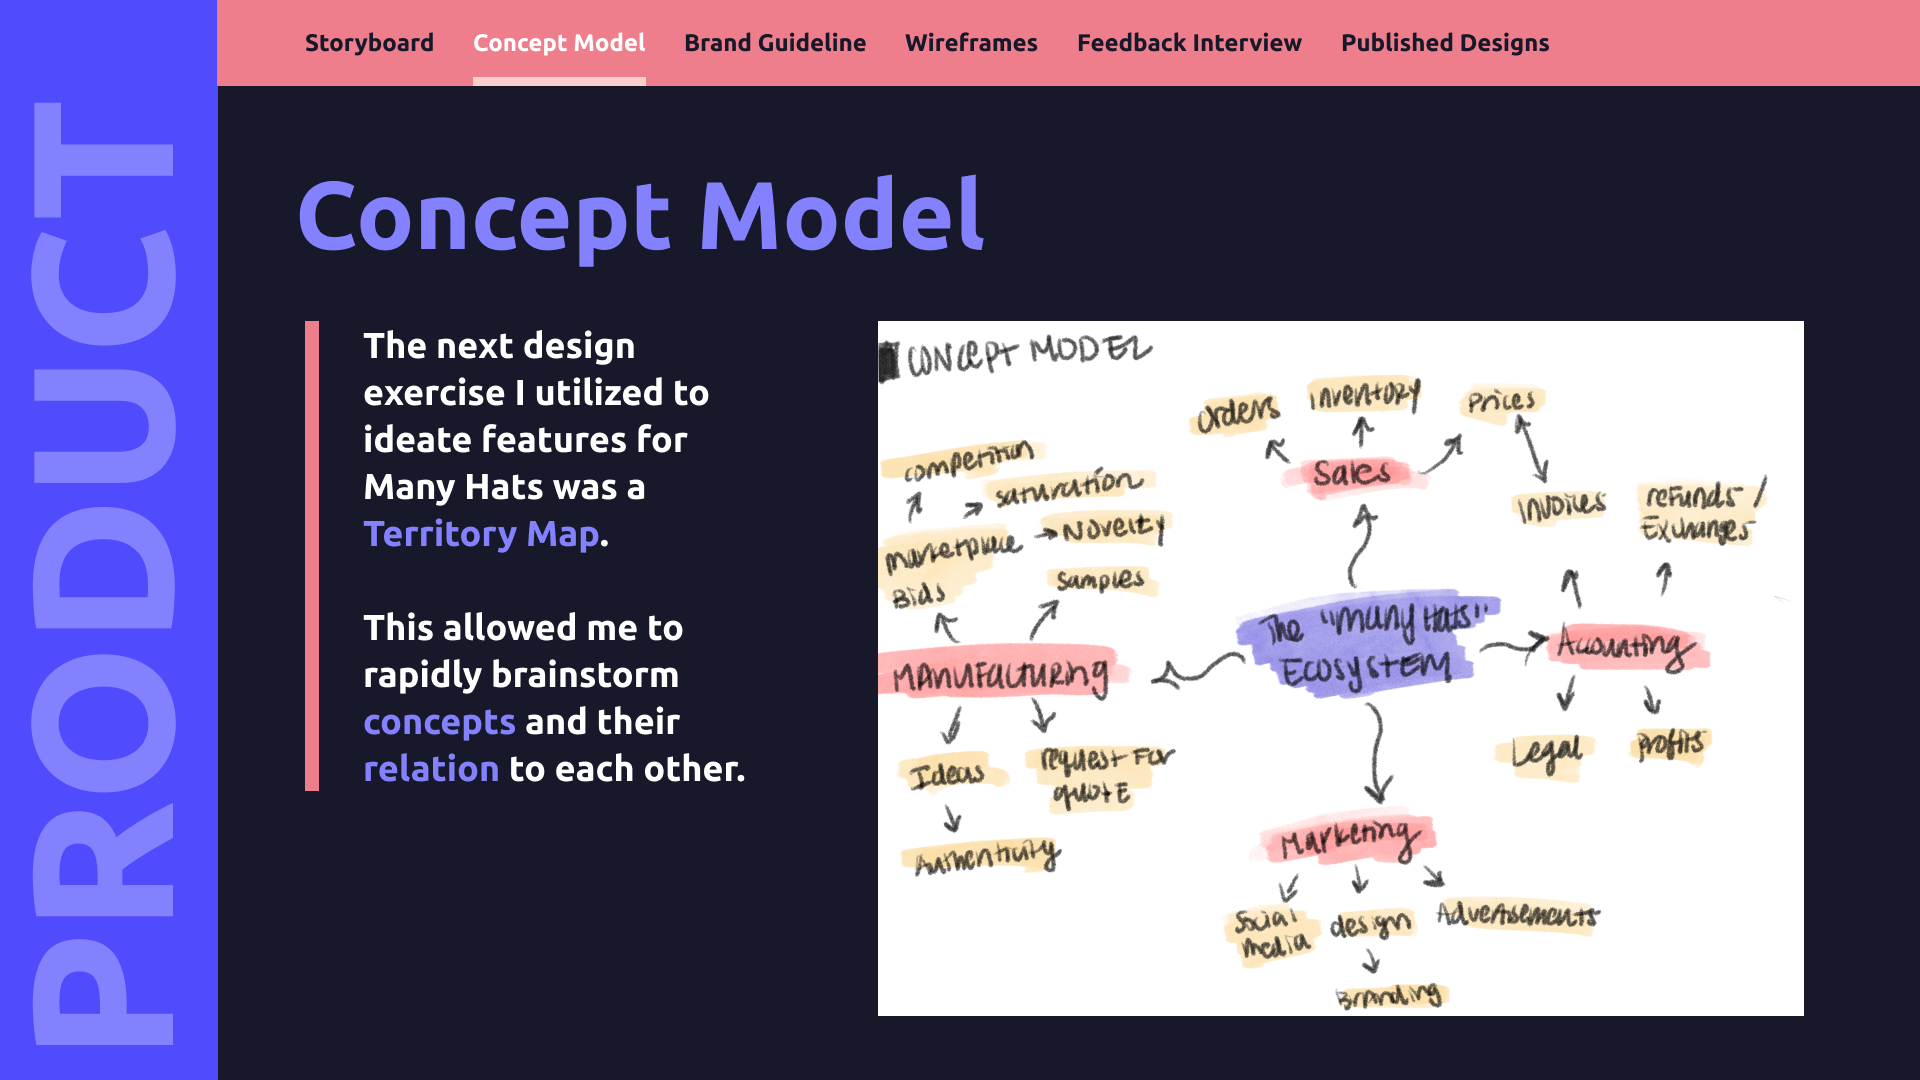 PRODUCT
Storyboard
Concept Model
Brand Guideline
Wireframes
Feedback Interview
Published Designs
Concept Model
The next design
exercise I utilized to
ideate features for
Many Hats was a
Territory Map.
This allowed me to
rapidly brainstorm
concepts and their
relation to each other.
CONCEPT MODEL
orders
inventory
Prices
Sales
Invoices
refunds /
Exchanges
competition
saturation
Novelty
marketplace
Bids
samples
MANUFACTURING
The "many Hats"
ECOSYSTEM
Accounting
Ideas
request For
quote
Authenticity
Legal
profits
Marketing
Social
media
design
Advertisements
Branding